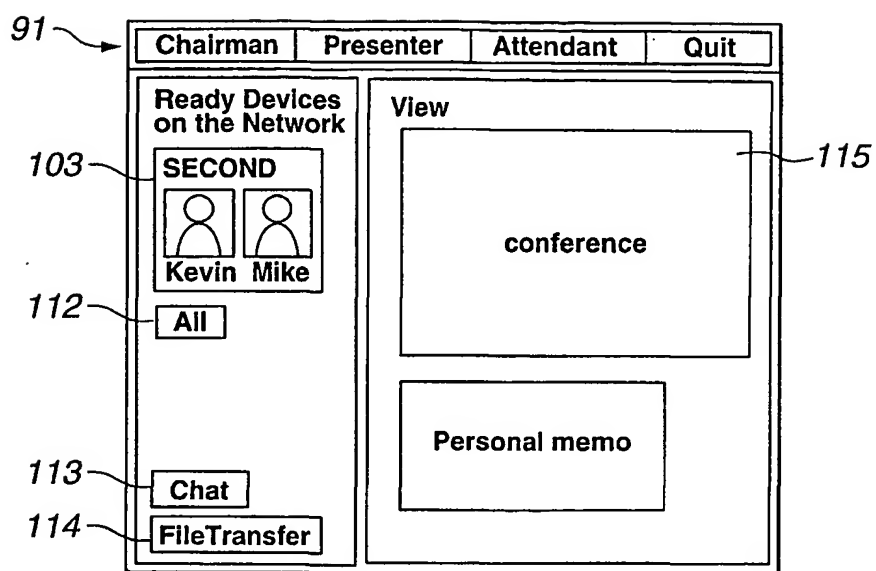 91
Chairman Presenter Attendant Quit
Ready Devices
on the Network
103
SECOND
Kevin Mike
112
All
113
Chat
114
FileTransfer
View
115
conference
Personal memo